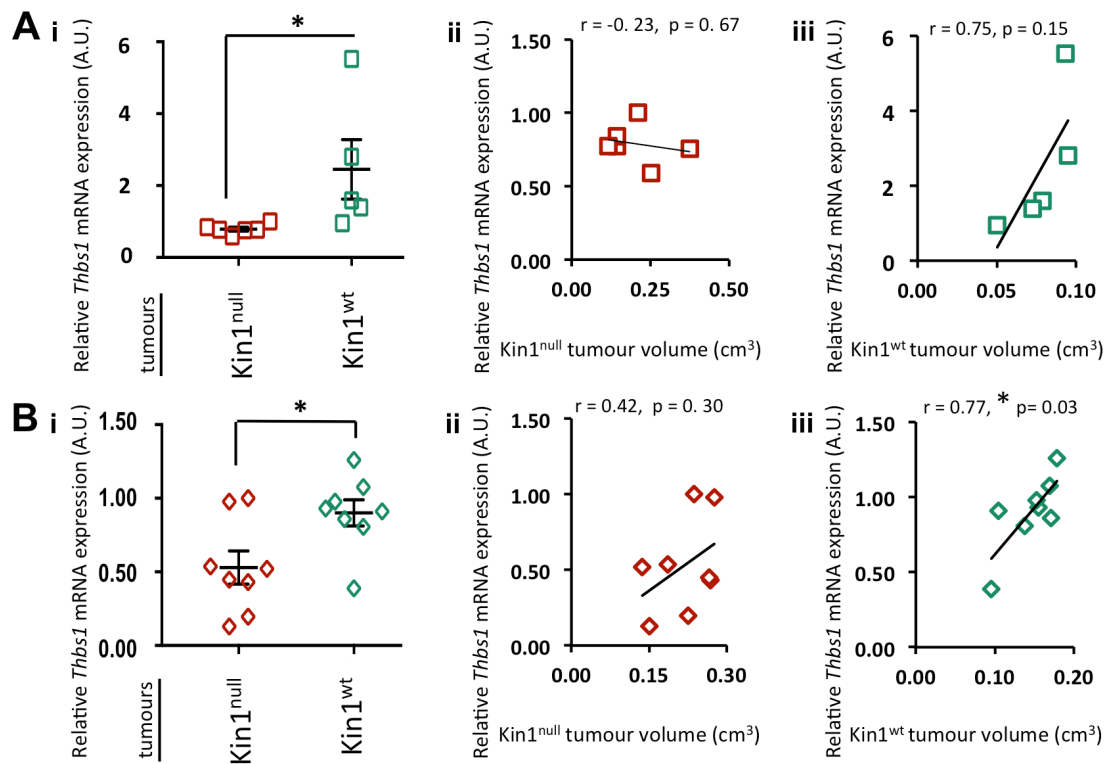 A i
Relative Thbs1 mRNA expression (A.U.)
6
4
2
0
*
tumours
Kin1null
Kin1wt
ii
r = -0. 23, p = 0. 67
Relative Thbs1 mRNA expression (A.U.)
1.50
1.00
0.50
0.00
0.00 0.25 0.50
Kin1null tumour volume (cm3)
iii
r = 0.75, p = 0.15
Relative Thbs1 mRNA expression (A.U.)
6
4
2
0
0.00 0.05 0.10
Kin1wt tumour volume (cm3)
B i
Relative Thbs1 mRNA expression (A.U.)
1.50
1.00
0.50
0.00
*
tumours
Kin1null
Kin1wt
ii
r = 0.42, p = 0. 30
Relative Thbs1 mRNA expression (A.U.)
1.50
1.00
0.50
0.00
0.00 0.15 0.30
Kin1null tumour volume (cm3)
iii
r = 0.77, * p= 0.03
Relative Thbs1 mRNA expression (A.U.)
1.50
1.00
0.50
0.00
0.00 0.10 0.20
Kin1wt tumour volume (cm3)